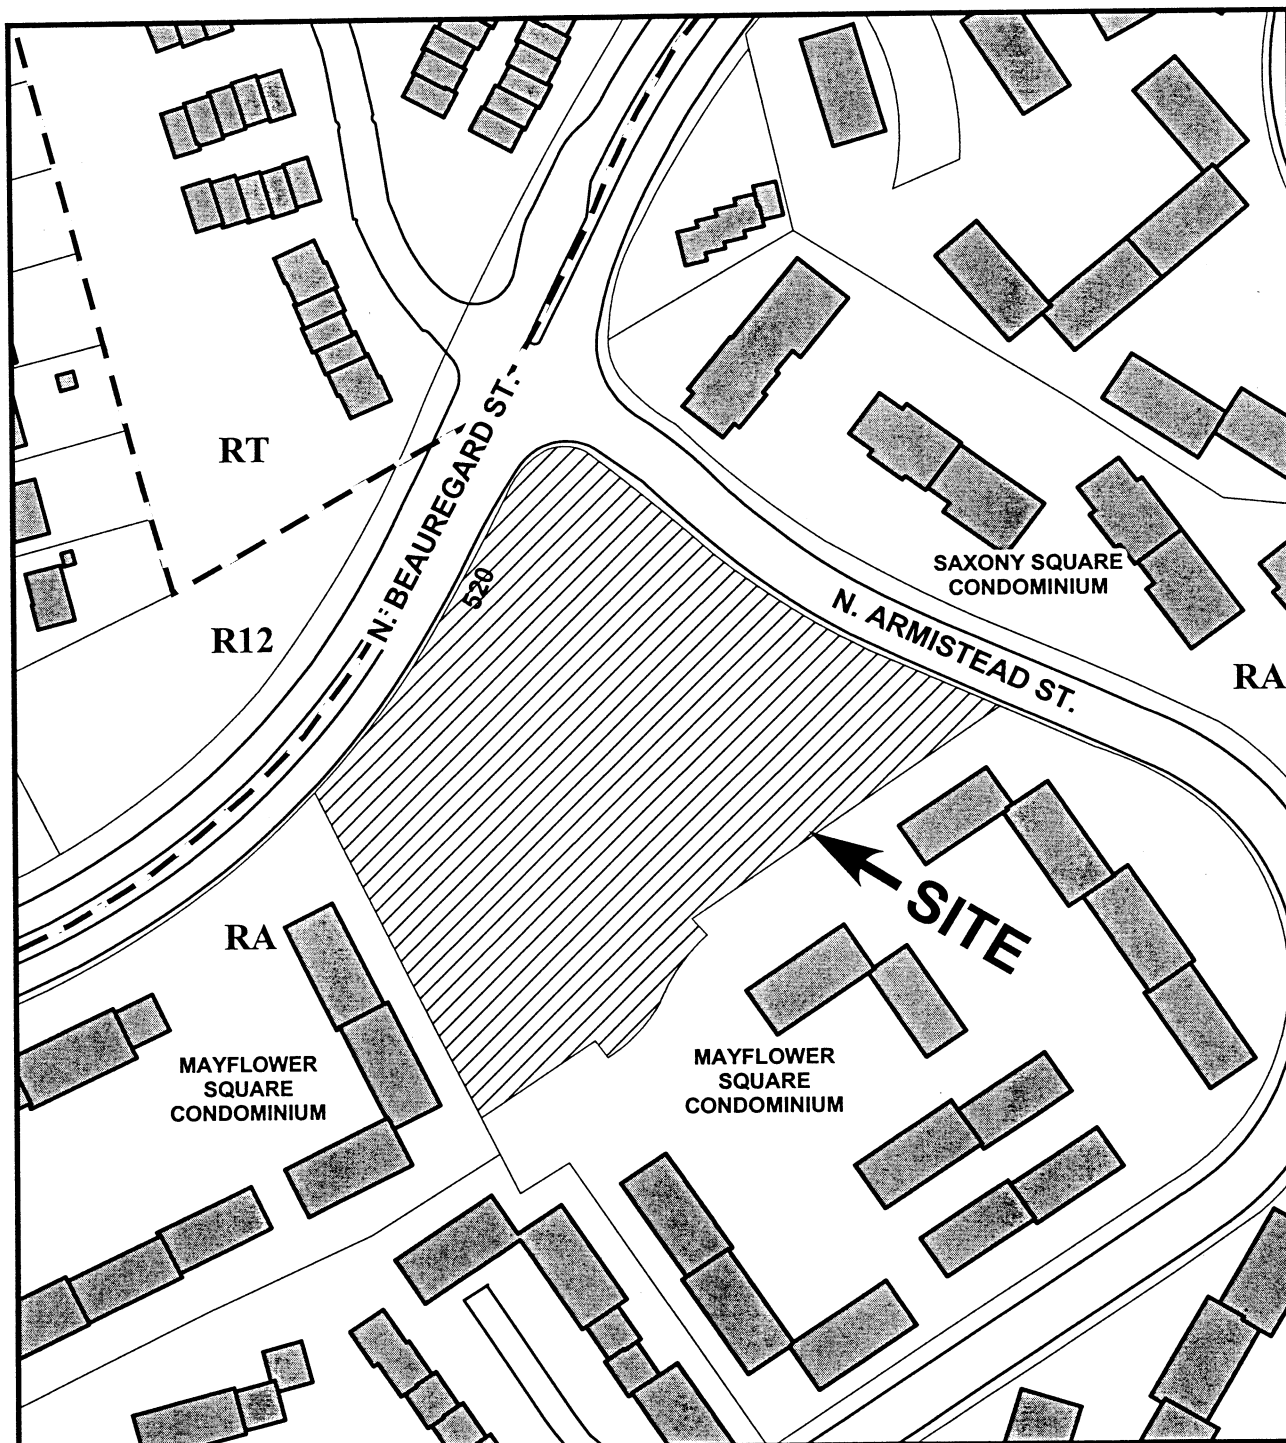 RT
N. BEAUREGARD ST.
520
SAXONY SQUARE
CONDOMINIUM
N. ARMISTEAD ST.
R12
RA
SITE
RA
MAYFLOWER
SQUARE
CONDOMINIUM
MAYFLOWER
SQUARE
CONDOMINIUM